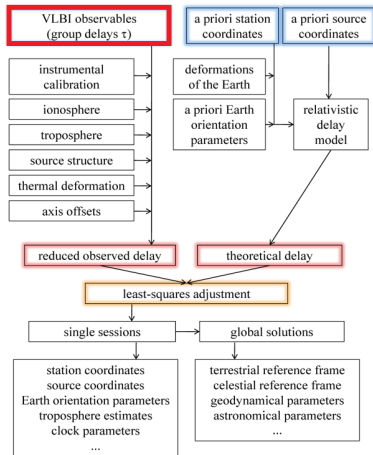 VLBI observables
(group delays τ)
a priori station
coordinates
a priori source
coordinates
instrumental
calibration
ionosphere
troposphere
source structure
thermal deformation
axis offsets
deformations
of the Earth
a priori Earth
orientation
parameters
relativistic
delay
model
reduced observed delay
theoretical delay
least-squares adjustment
single sessions
global solutions
station coordinates
source coordinates
Earth orientation parameters
troposphere estimates
clock parameters
...
terrestrial reference frame
celestial reference frame
geodynamical parameters
astronomical parameters
...